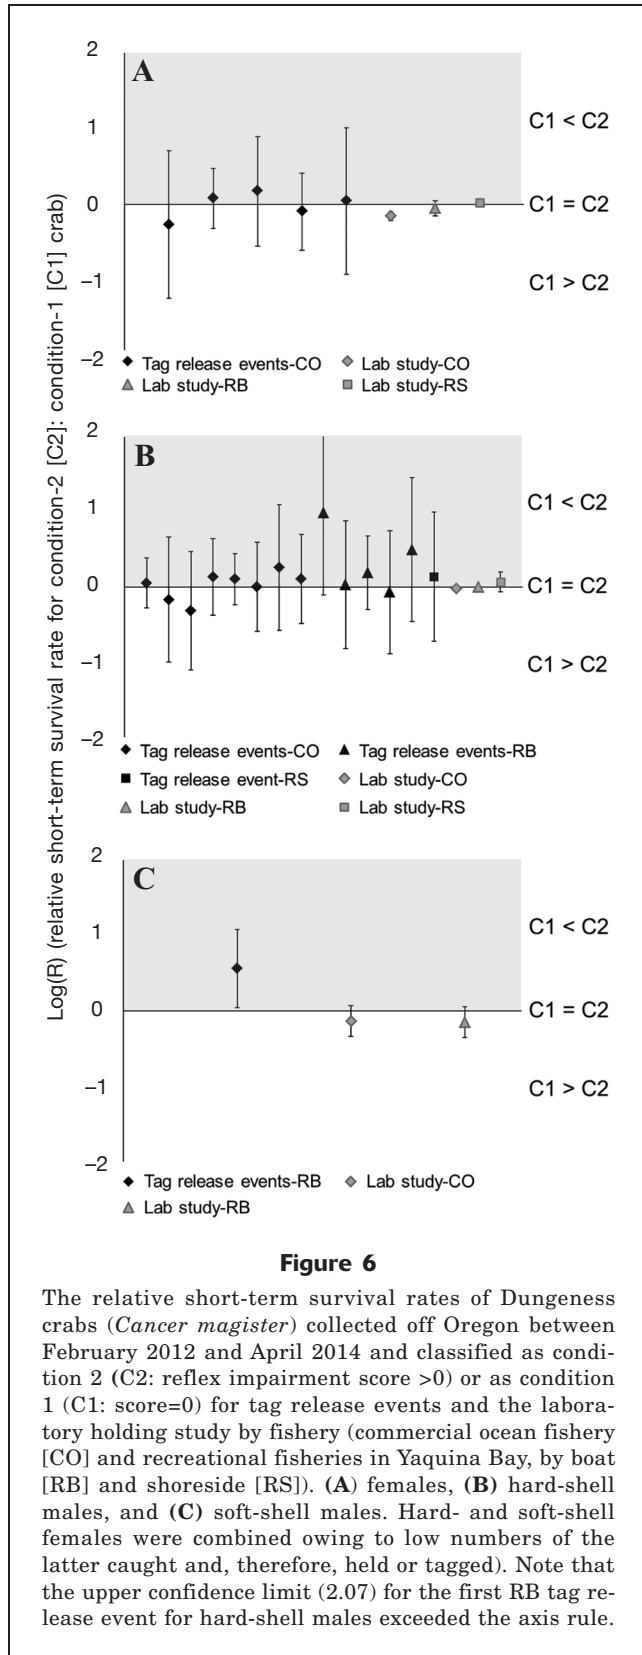 Log(R) (relative short-term survival rate for condition-2 [C2]: condition-1 [C1] crab)
A
2
1
0
−1
−2
C1 < C2
C1 = C2
C1 > C2
Tag release events-CO
Lab study-CO
Lab study-RB
Lab study-RS
B
2
1
0
−1
−2
C1 < C2
C1 = C2
C1 > C2
Tag release events-CO
Tag release events-RB
Tag release event-RS
Lab study-CO
Lab study-RB
Lab study-RS
C
2
1
0
−1
−2
C1 < C2
C1 = C2
C1 > C2
Tag release events-RB
Lab study-CO
Lab study-RB
Figure 6
The relative short-term survival rates of Dungeness
crabs (Cancer magister) collected off Oregon between
February 2012 and April 2014 and classified as condi-
tion 2 (C2: reflex impairment score >0) or as condition
1 (C1: score=0) for tag release events and the labora-
tory holding study by fishery (commercial ocean fishery
[CO] and recreational fisheries in Yaquina Bay, by boat
[RB] and shoreside [RS]). (A) females, (B) hard-shell
males, and (C) soft-shell males. Hard- and soft-shell
females were combined owing to low numbers of the
latter caught and, therefore, held or tagged). Note that
the upper confidence limit (2.07) for the first RB tag re-
lease event for hard-shell males exceeded the axis rule.